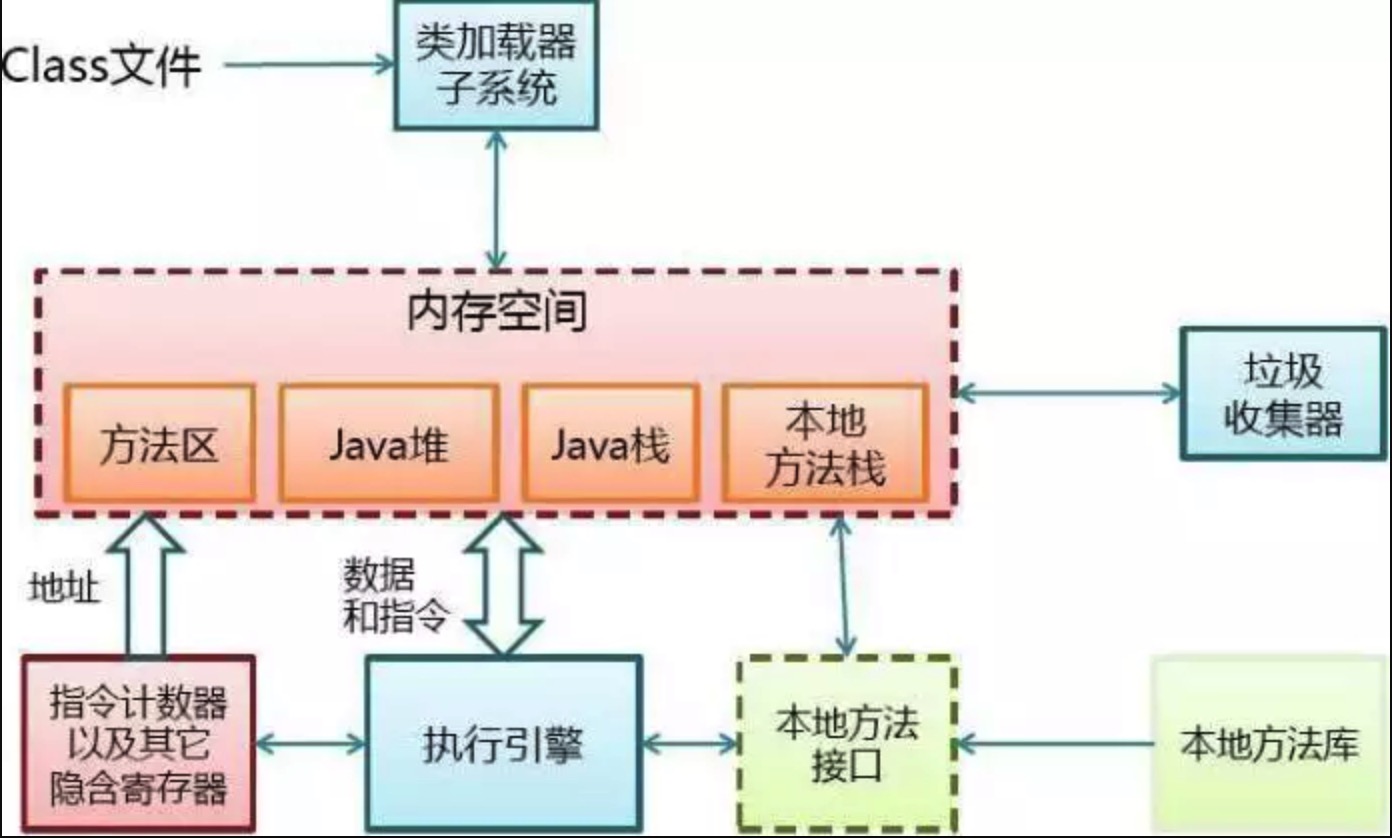 Class文件
类加载器
子系统
内存空间
方法区
Java堆
Java栈
本地
方法栈
垃圾
收集器
地址
数据
和指令
指令计数器
以及其它
隐含寄存器
执行引擎
本地方法
接口
本地方法库